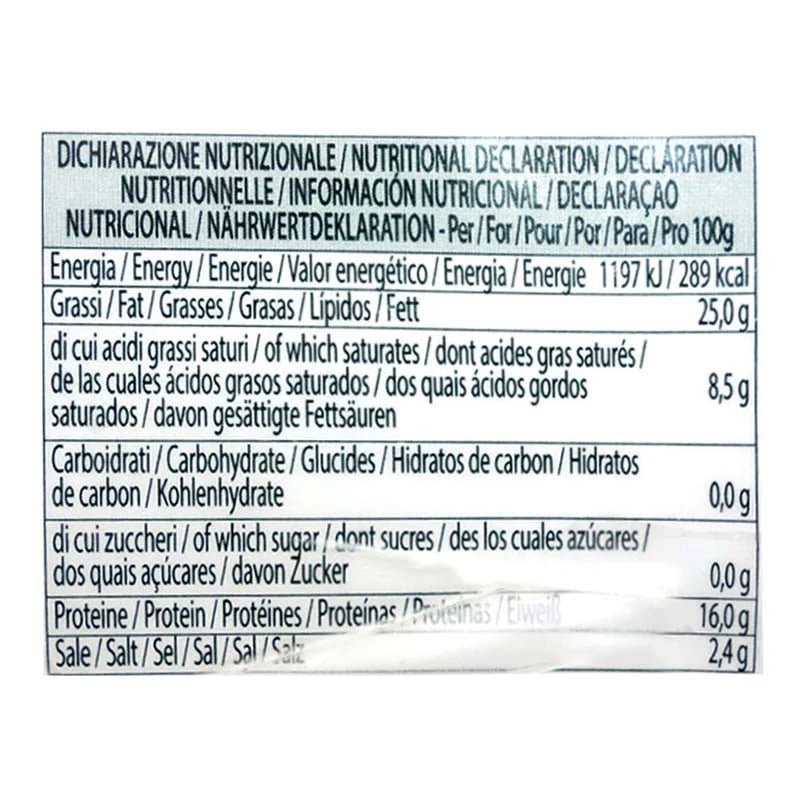 DICHIARAZIONE NUTRIZIONALE / NUTRITIONAL DECLARATION / DECLÁRATION
NUTRITIONNELLE / INFORMACIÓN NUTRICIONAL / DECLARAÇAO
NUTRICIONAL / NÄHRWERTDEKLARATION - Per / For / Pour / Por / Para / Pro 100g
Energia / Energy / Energie / Valor energético / Energia / Energie 1197 kJ / 289 kcal
Grassi / Fat / Grasses / Grasas / Lípidos / Fett 25,0 g
di cui acidi grassi saturi / of which saturates / dont acides gras saturés /
de las cuales ácidos grasos saturados / dos quais ácidos gordos 8,5 g
saturados / davon gesättigte Fettsäuren
Carboidrati / Carbohydrate / Glucides / Hidratos de carbon / Hidratos
de carbon / Kohlenhydrate 0,0 g
di cui zuccheri / of which sugar / dont sucres / des los cuales azúcares /
dos quais açúcares / davon Zucker 0,0 g
Proteine / Protein / Protéines / Proteínas / Proteínas / Eiweiß 16,0 g
Sale / Salt / Sel / Sal / Sal / Salz 2,4 g